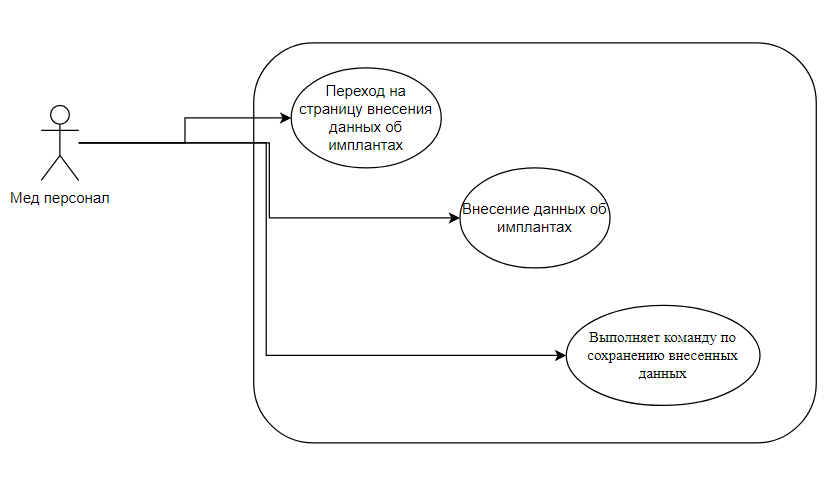 Переход на
страницу внесения
данных об
имплантах
Мед персонал
Внесение данных об
имплантах
Выполняет команду по
сохранению внесенных
данных